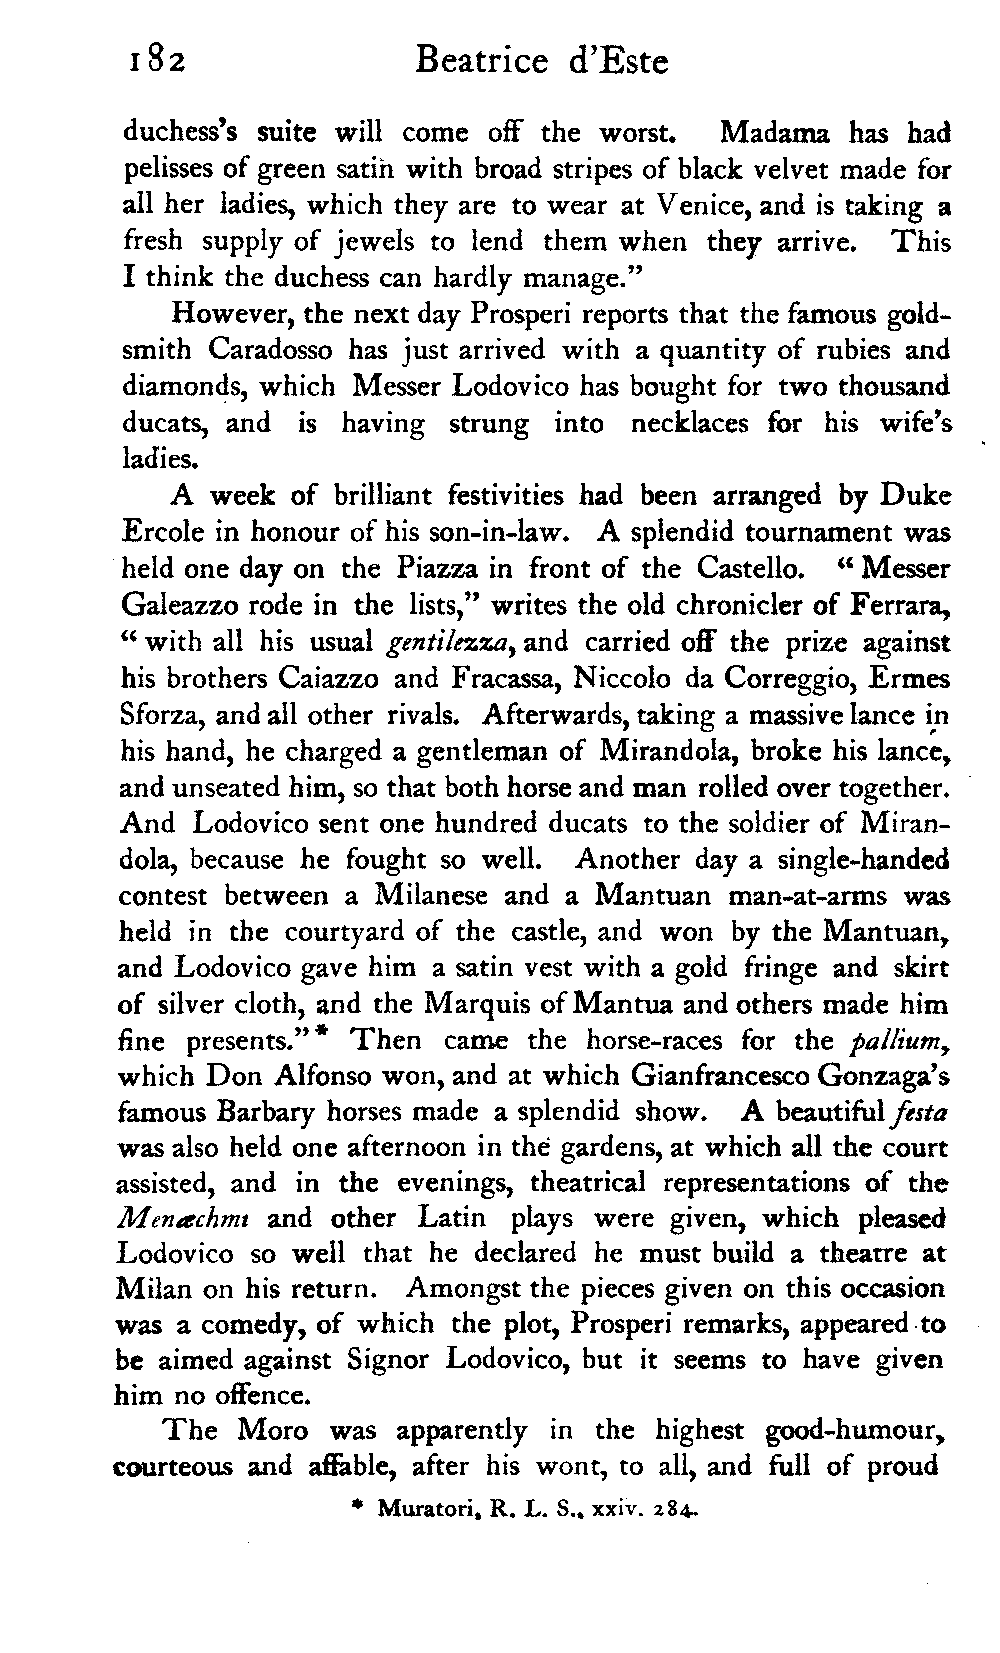 182 Beatrice d'Este
duchess's suite will come off the worst. Madama has had
pelisses of green satin with broad stripes of black velvet made for
all her ladies, which they are to wear at Venice, and is taking a
fresh supply of jewels to lend them when they arrive. This
I think the duchess can hardly manage."
However, the next day Prosperi reports that the famous gold-
smith Caradosso has just arrived with a quantity of rubies and
diamonds, which Messer Lodovico has bought for two thousand
ducats, and is having strung into necklaces for his wife's
ladies.
A week of brilliant festivities had been arranged by Duke
Ercole in honour of his son-in-law. A splendid tournament was
held one day on the Piazza in front of the Castello. "Messer
Galeazzo rode in the lists," writes the old chronicler of Ferrara,
"with all his usual gentilezza, and carried off the prize against
his brothers Caiazzo and Fracassa, Niccolo da Correggio, Ermes
Sforza, and all other rivals. Afterwards, taking a massive lance in
his hand, he charged a gentleman of Mirandola, broke his lance,
and unseated him, so that both horse and man rolled over together.
And Lodovico sent one hundred ducats to the soldier of Miran-
dola, because he fought so well. Another day a single-handed
contest between a Milanese and a Mantuan man-at-arms was
held in the courtyard of the castle, and won by the Mantuan,
and Lodovico gave him a satin vest with a gold fringe and skirt
of silver cloth, and the Marquis of Mantua and others made him
fine presents."* Then came the horse-races for the pallium,
which Don Alfonso won, and at which Gianfrancesco Gonzaga's
famous Barbary horses made a splendid show. A beautiful festa
was also held one afternoon in the gardens, at which all the court
assisted, and in the evenings, theatrical representations of the
Menæchmi and other Latin plays were given, which pleased
Lodovico so well that he declared he must build a theatre at
Milan on his return. Amongst the pieces given on this occasion
was a comedy, of which the plot, Prosperi remarks, appeared to
be aimed against Signor Lodovico, but it seems to have given
him no offence.
The Moro was apparently in the highest good-humour,
courteous and affable, after his wont, to all, and full of proud
* Muratori, R. L. S., xxiv. 284.